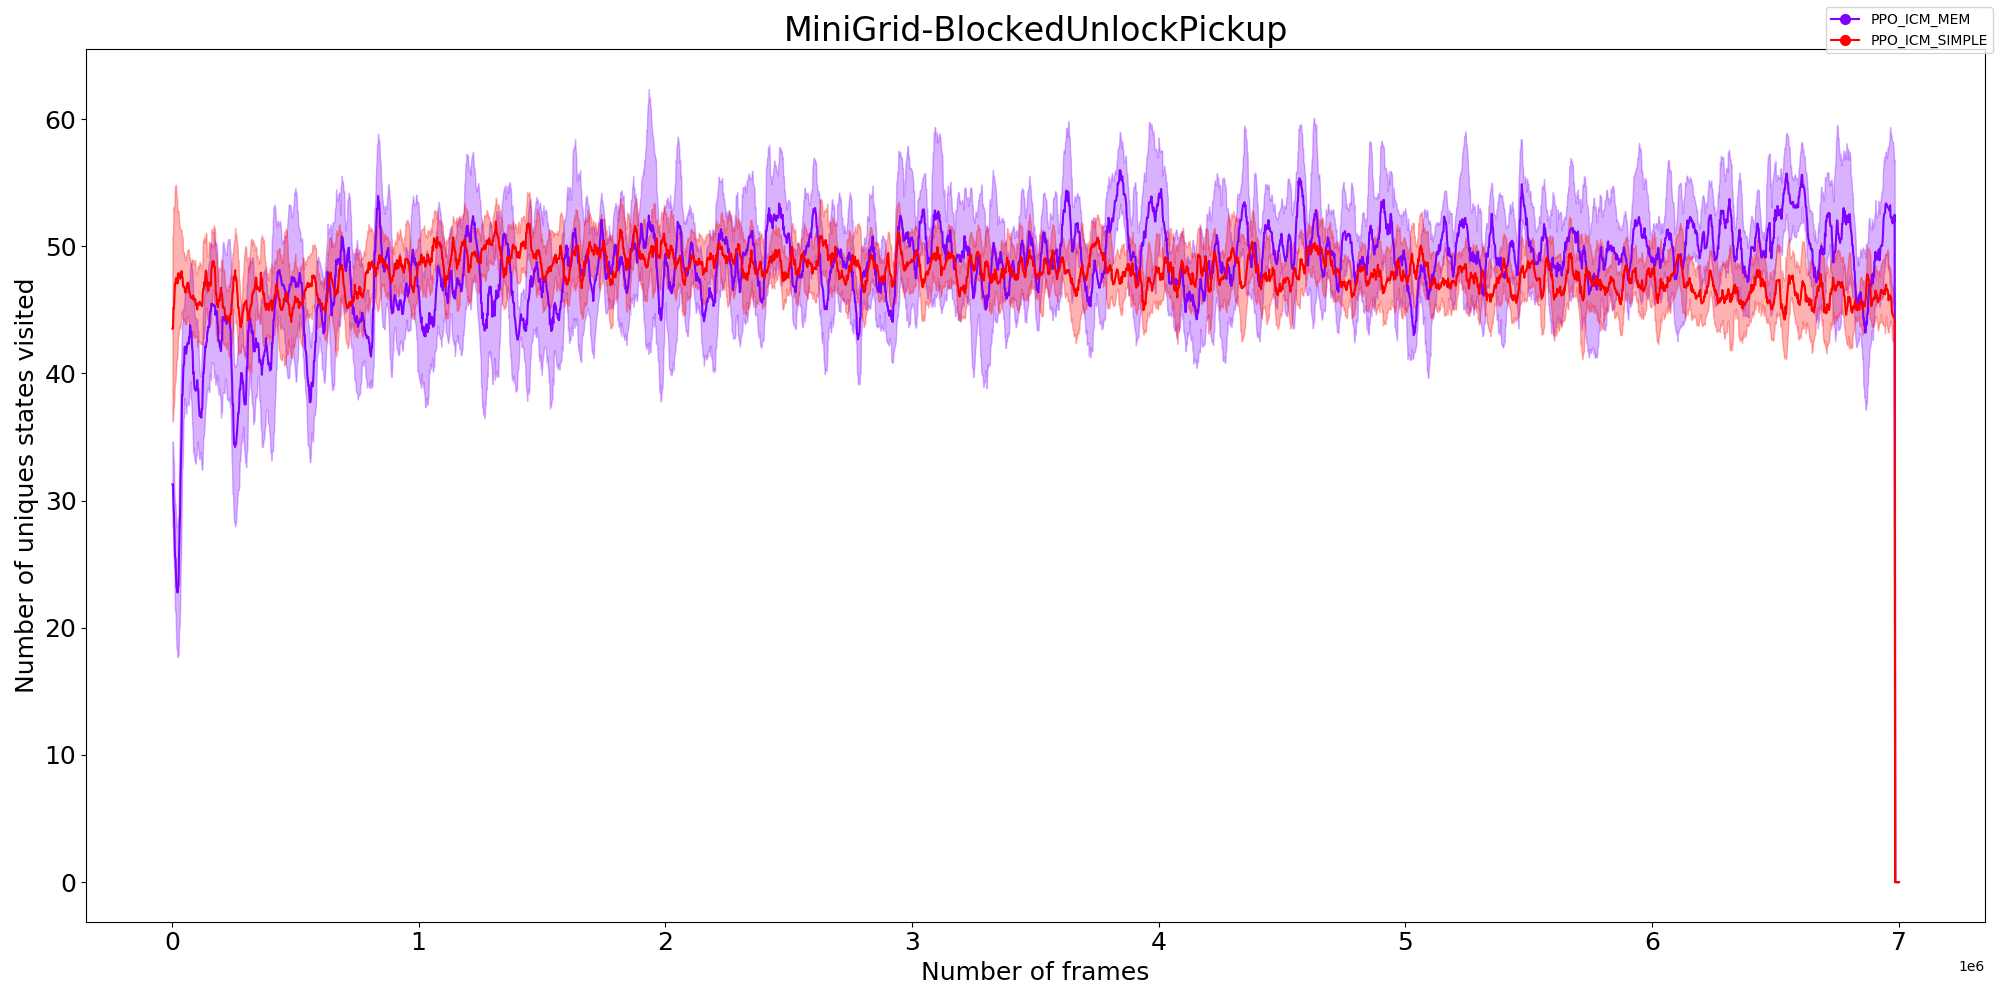 MiniGrid-BlockedUnlockPickup
PPO_ICM_MEM
PPO_ICM_SIMPLE
Number of uniques states visited
60
50
40
30
20
10
0
0 1 2 3 4 5 6 7
1e6
Number of frames